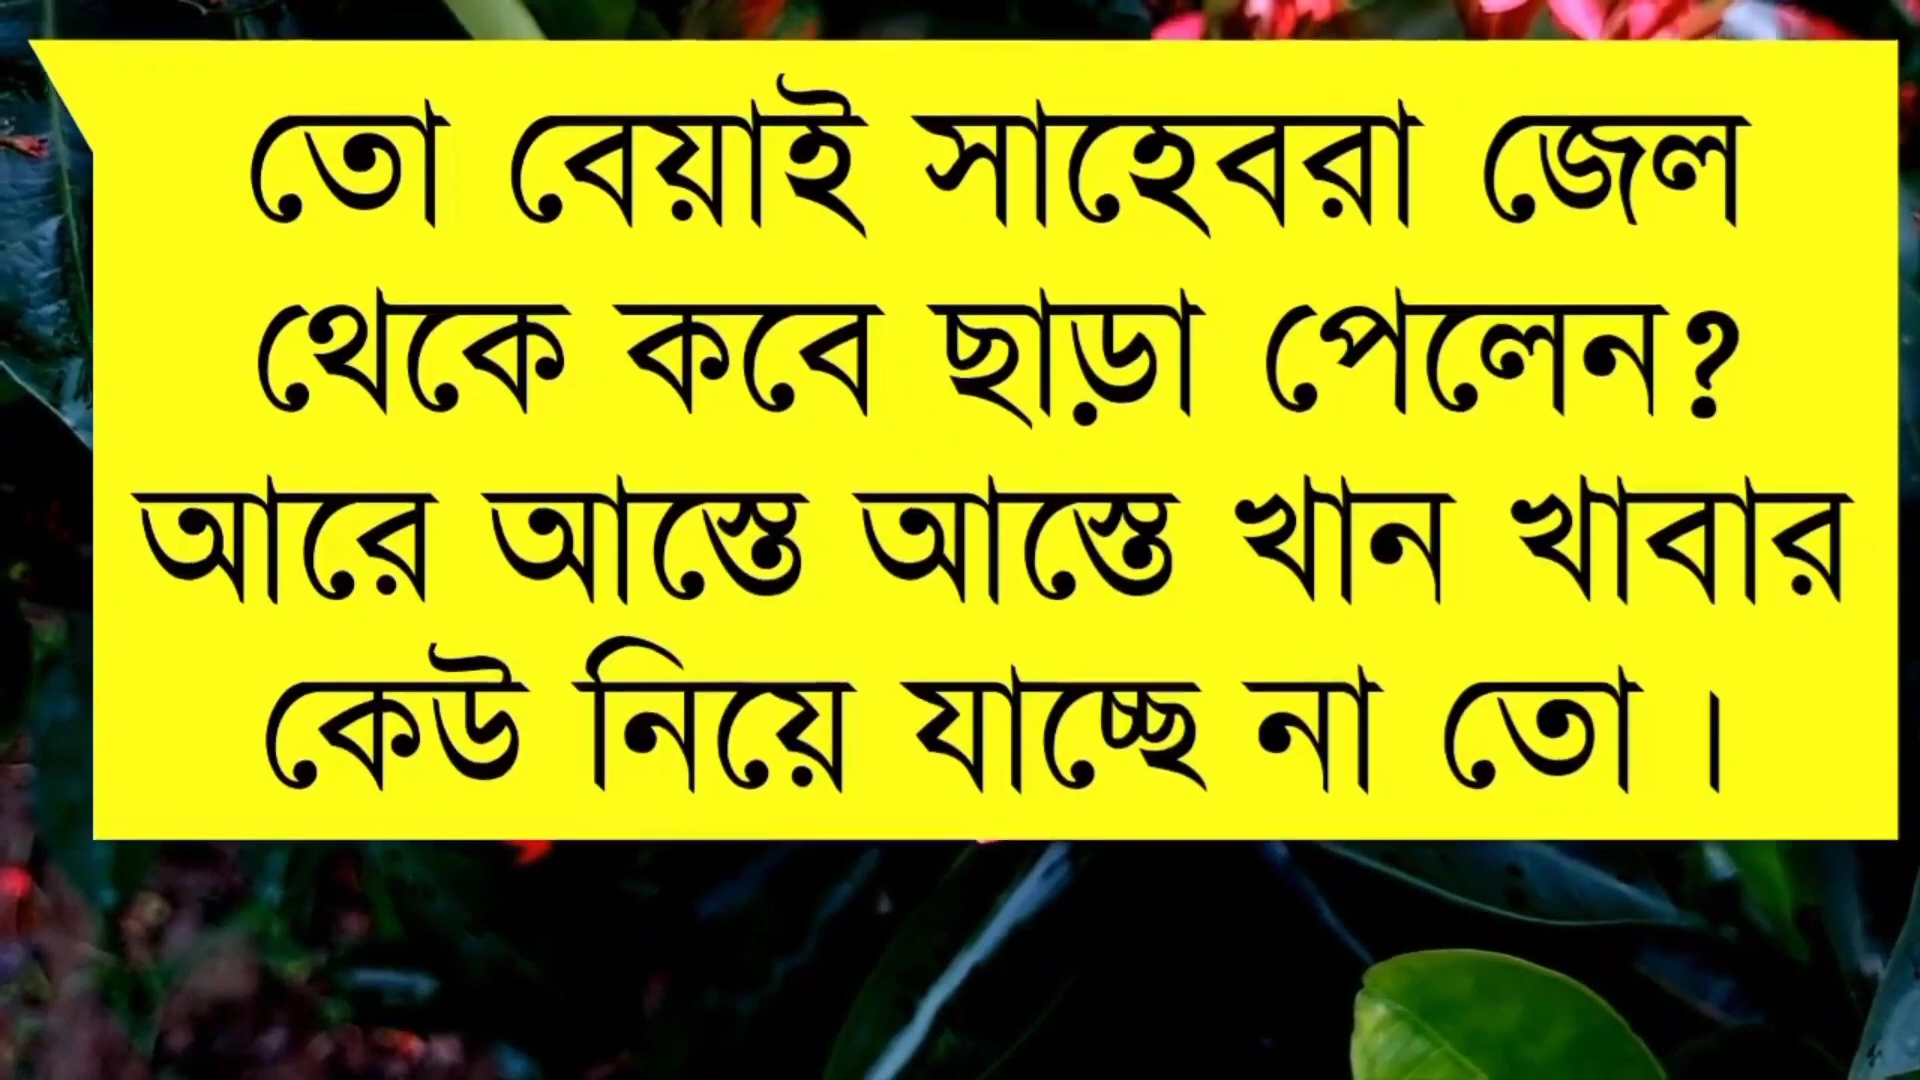 তো বেয়াই সাহেবরা জেল
থেকে কবে ছাড়া পেলেন?
আরে আস্তে আস্তে খান খাবার
কেউ নিয়ে যাচ্ছে না তো ।